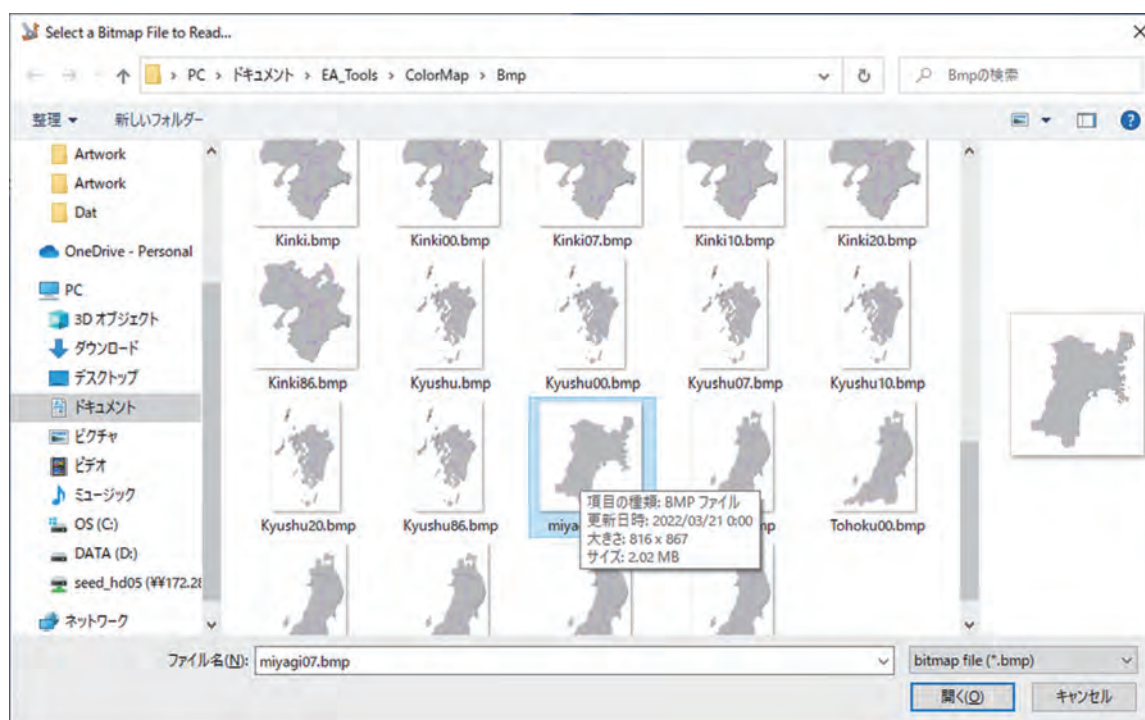 Select a Bitmap File to Read...
PC > ドキュメント > EA_Tools > ColorMap > Bmp
Bmpの検索
整理 新しいフォルダー
Artwork
Artwork
Dat
OneDrive - Personal
PC
3D オブジェクト
ダウンロード
デスクトップ
ドキュメント
ピクチャ
ビデオ
ミュージック
OS (C:)
DATA (D:)
seed_hd05 (¥¥172.28
ネットワーク
Kinki.bmp Kinki00.bmp Kinki07.bmp Kinki10.bmp Kinki20.bmp
Kinki86.bmp Kyushu.bmp Kyushu00.bmp Kyushu07.bmp Kyushu10.bmp
Kyushu20.bmp Kyushu86.bmp Tohoku00.bmp
項目の種類: BMP ファイル
更新日時: 2022/03/21 0:00
大きさ: 816 x 867
サイズ: 2.02 MB
ファイル名(N): miyagi07.bmp
bitmap file (*.bmp)
開く(O) キャンセル